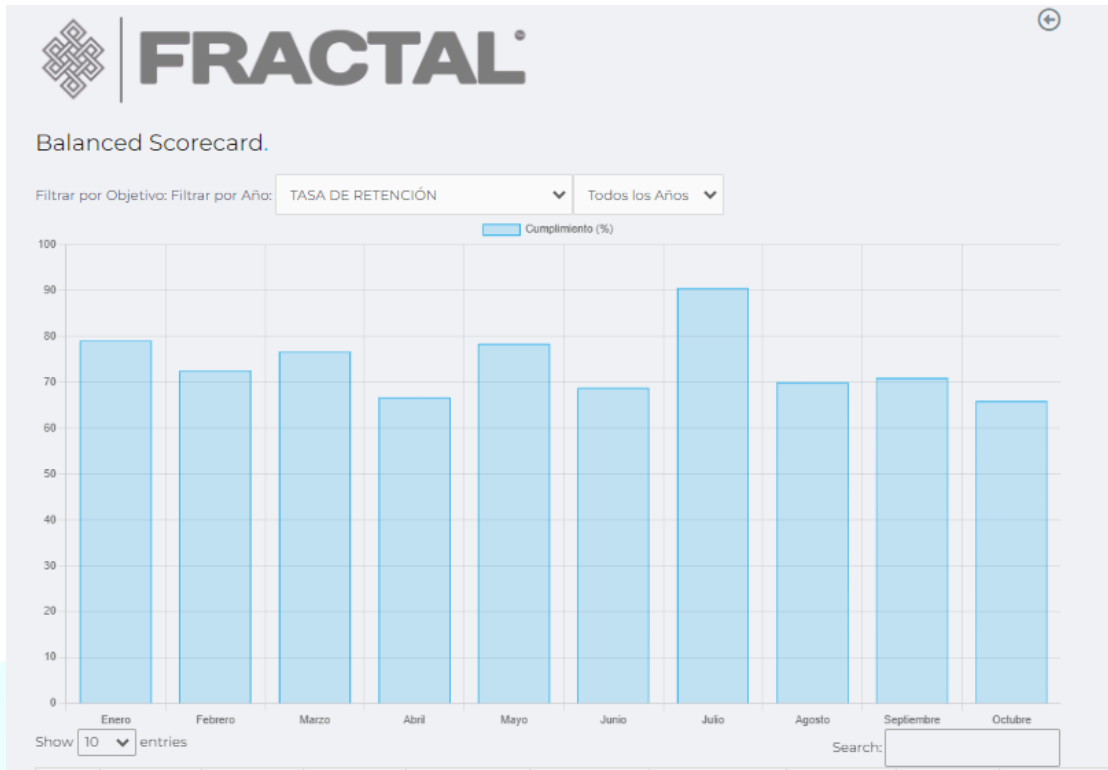 FRACTAL
Balanced Scorecard.
Filtrar por Objetivo: Filtrar por Año: TASA DE RETENCIÓN Todos los Años
Cumplimiento (%)
100
90
80
70
60
50
40
30
20
10
0
Enero Febrero Marzo Abril Mayo Junio Julio Agosto Septiembre Octubre
Show 10 entries
Search: